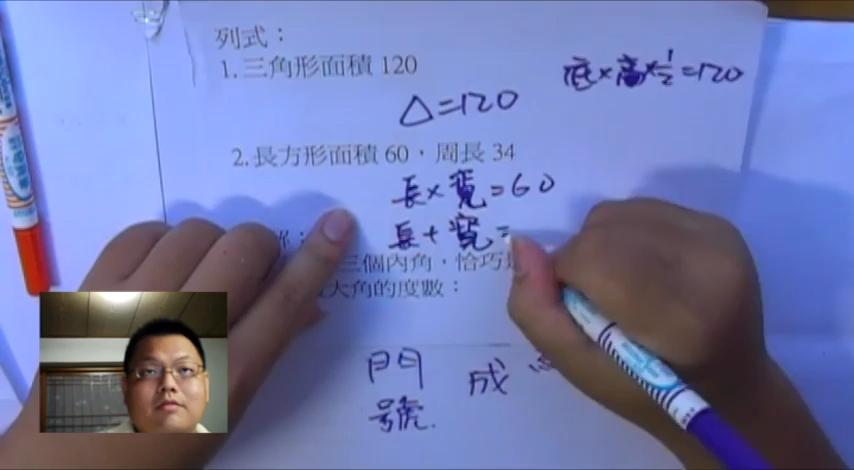 列式：
1.三角形面積 120
底×高×1/2=120
△=120
2.長方形面積 60，周長 34
長×寬=60
長+寬=
三個內角，恰巧
大角的度數：
門 成
號.